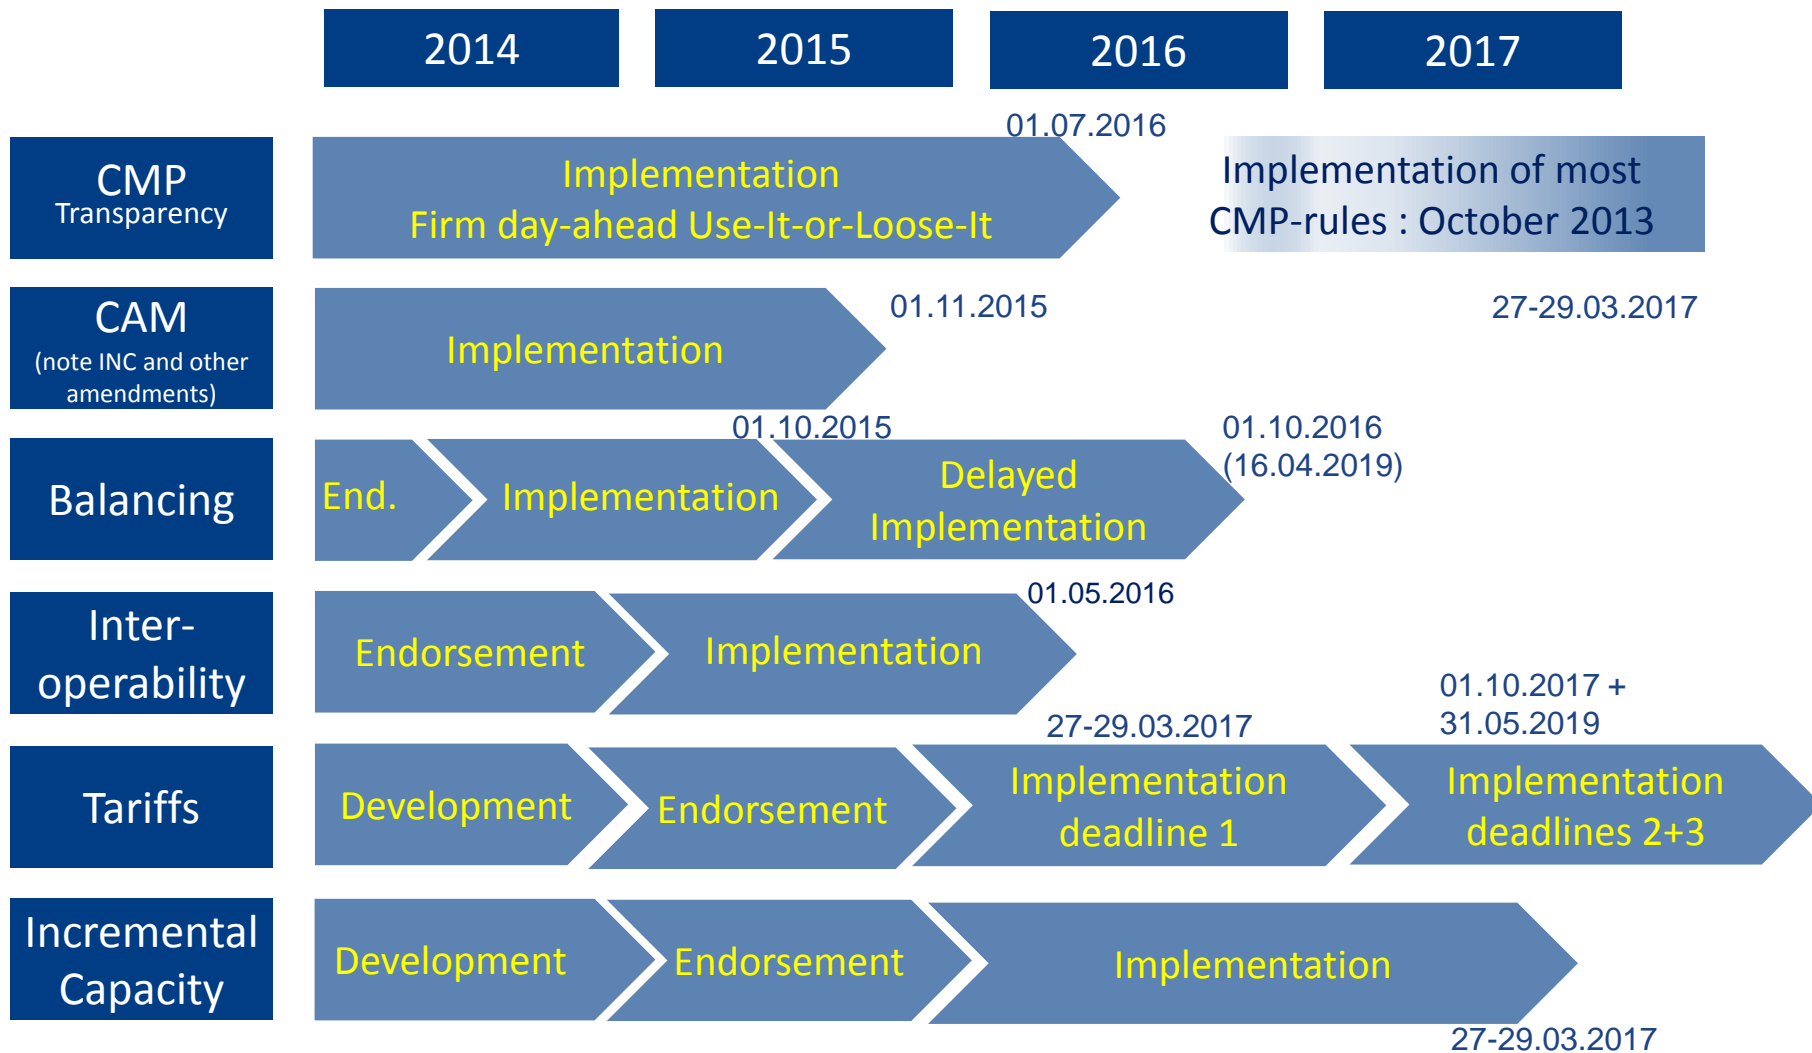 2014
2015
2016
2017
CMP
Transparency
01.07.2016
Implementation
Firm day-ahead Use-It-or-Loose-It
Implementation of most
CMP-rules : October 2013
CAM
(note INC and other
amendments)
Implementation
01.11.2015
27-29.03.2017
Balancing
End.
01.10.2015
Implementation
Delayed
Implementation
01.10.2016
(16.04.2019)
Inter-
operability
Endorsement
Implementation
01.05.2016
Tariffs
Development
Endorsement
27-29.03.2017
Implementation
deadline 1
01.10.2017 +
31.05.2019
Implementation
deadlines 2+3
Incremental
Capacity
Development
Endorsement
Implementation
27-29.03.2017